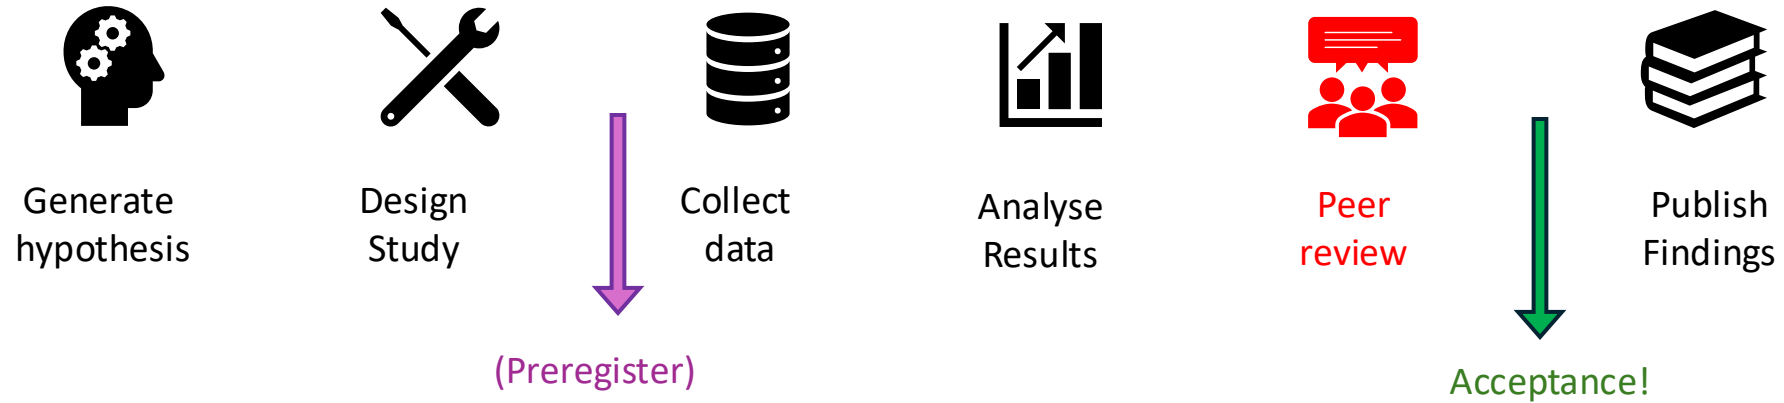 Generate
hypothesis
Design
Study
Collect
data
Analyse
Results
Peer
review
Publish
Findings
(Preregister)
Acceptance!